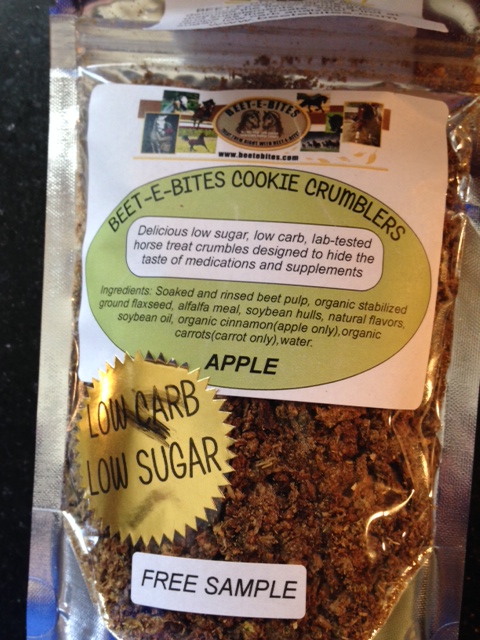 BEET-E-BITES
www.beetebites.com
BEET-E-BITES COOKIE CRUMBLERS
Delicious low sugar, low carb, lab-tested
horse treat crumbles designed to hide the
taste of medications and supplements
Ingredients: Soaked and rinsed beet pulp, organic stabilized
ground flaxseed, alfalfa meal, soybean hulls, natural flavors,
soybean oil, organic cinnamon(apple only),organic
carrots(carrot only),water.
APPLE
LOW CARB
LOW SUGAR
FREE SAMPLE